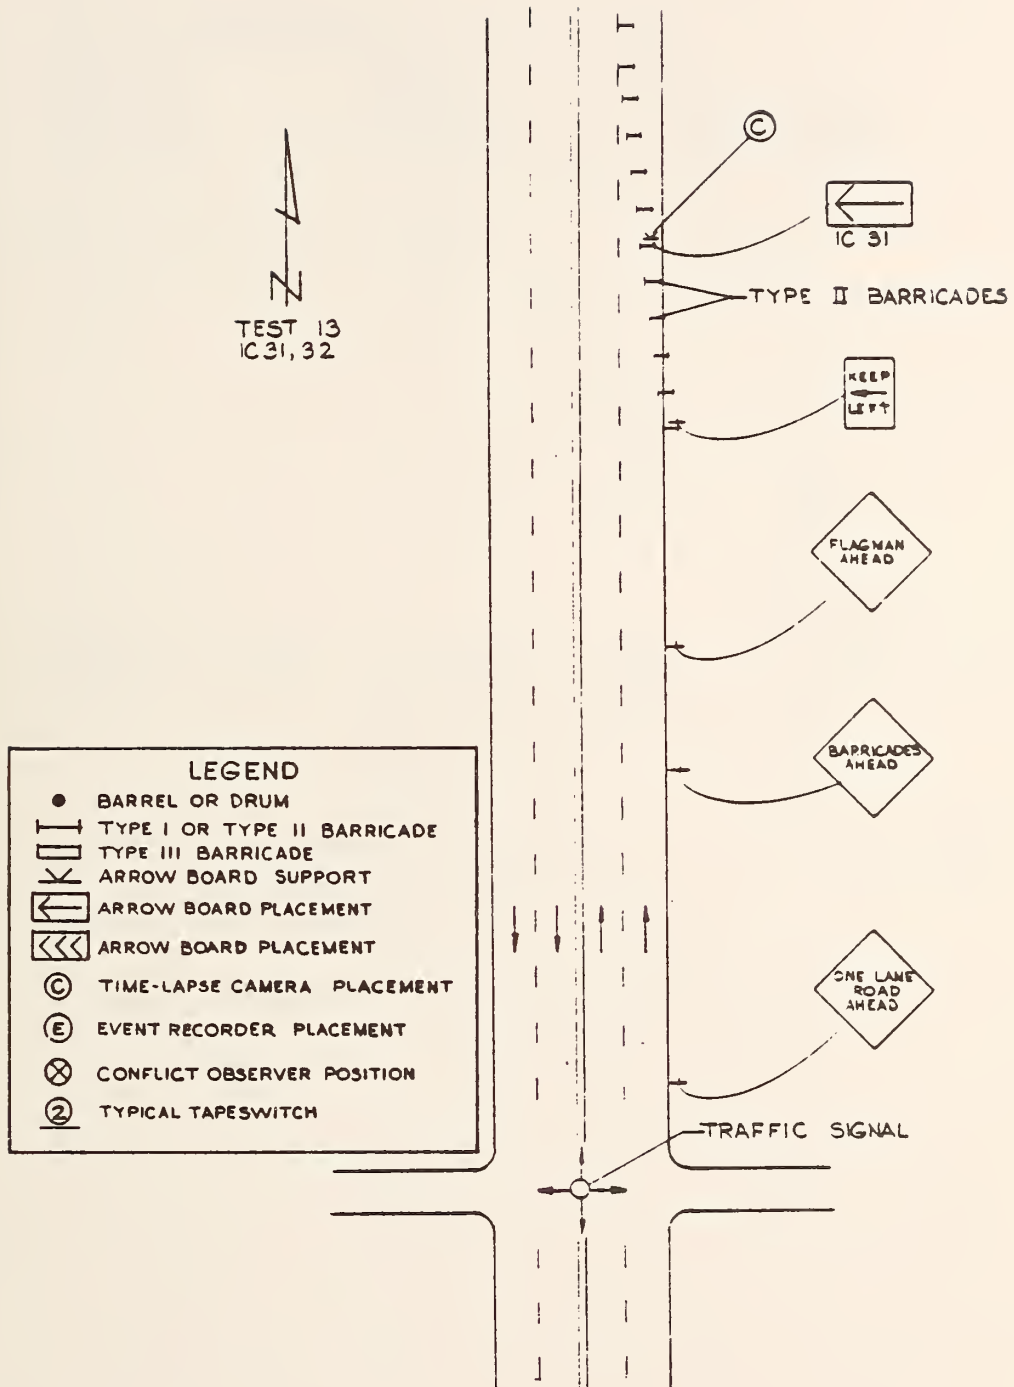 C
IC 31
TYPE II BARRICADES
N
TEST 13
IC31, 32
KEEP
LEFT
FLAGMAN
AHEAD
BARRICADES
AHEAD
ONE LANE
ROAD
AHEAD
TRAFFIC SIGNAL
LEGEND
BARREL OR DRUM
TYPE I OR TYPE II BARRICADE
TYPE III BARRICADE
ARROW BOARD SUPPORT
ARROW BOARD PLACEMENT
ARROW BOARD PLACEMENT
C TIME-LAPSE CAMERA PLACEMENT
E EVENT RECORDER PLACEMENT
CONFLICT OBSERVER POSITION
2 TYPICAL TAPESWITCH